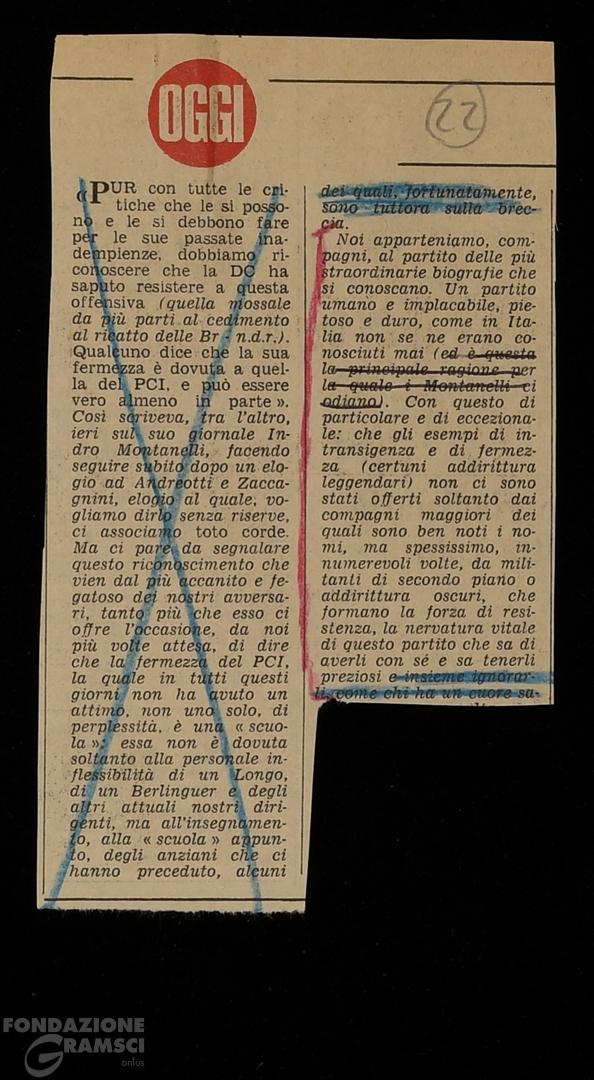 OGGI
22
«PUR con tutte le cri-
tiche che le si posso-
no e le si debbono fare
per le sue passate ina-
dempienze, dobbiamo ri-
conoscere che la DC ha
saputo resistere a questa
offensiva (quella mossale
da più parti al cedimento
al ricatto delle Br - n.d.r.).
Qualcuno dice che la sua
fermezza è dovuta a quel-
la del PCI, e può essere
vero almeno in parte».
Così scriveva, tra l'altro,
ieri sul suo giornale In-
dro Montanelli, facendo
seguire subito dopo un elo-
gio ad Andreotti e Zacca-
gnini, elogio al quale, vo-
gliamo dirlo senza riserve,
ci associamo toto corde.
Ma ci pare da segnalare
questo riconoscimento che
vien dal più accanito e fe-
gatoso dei nostri avversa-
ri, tanto più che esso ci
offre l'occasione, da noi
più volte attesa, di dire
che la fermezza del PCI,
la quale in tutti questi
giorni non ha avuto un
attimo, non uno solo, di
perplessità, è una «scuo-
la»: essa non è dovuta
soltanto alla personale in-
flessibilità di un Longo,
di un Berlinguer e degli
altri attuali nostri diri-
genti, ma all'insegnamen-
to, alla «scuola» appun-
to, degli anziani che ci
hanno preceduto, alcuni
dei quali, fortunatamente,
sono tuttora sulla brec-
cia.
Noi apparteniamo, com-
pagni, al partito delle più
straordinarie biografie che
si conoscano. Un partito
umano e implacabile, pie-
toso e duro, come in Ita-
lia non se ne erano co-
nosciuti mai (ed è questa
la principale ragione per
la quale i Montanelli ci
odiano). Con questo di
particolare e di ecceziona-
le: che gli esempi di in-
transigenza e di fermez-
za (certuni addirittura
leggendari) non ci sono
stati offerti soltanto dai
compagni maggiori dei
quali sono ben noti i no-
mi, ma spessissimo, in-
numerevoli volte, da mili-
tanti di secondo piano o
addirittura oscuri, che
formano la forza di resi-
stenza, la nervatura vitale
di questo partito che sa di
averli con sé e sa tenerli
preziosi e insieme ignorar-
li, come chi ha un cuore sa-
FONDAZIONE
GRAMSCI
onlus